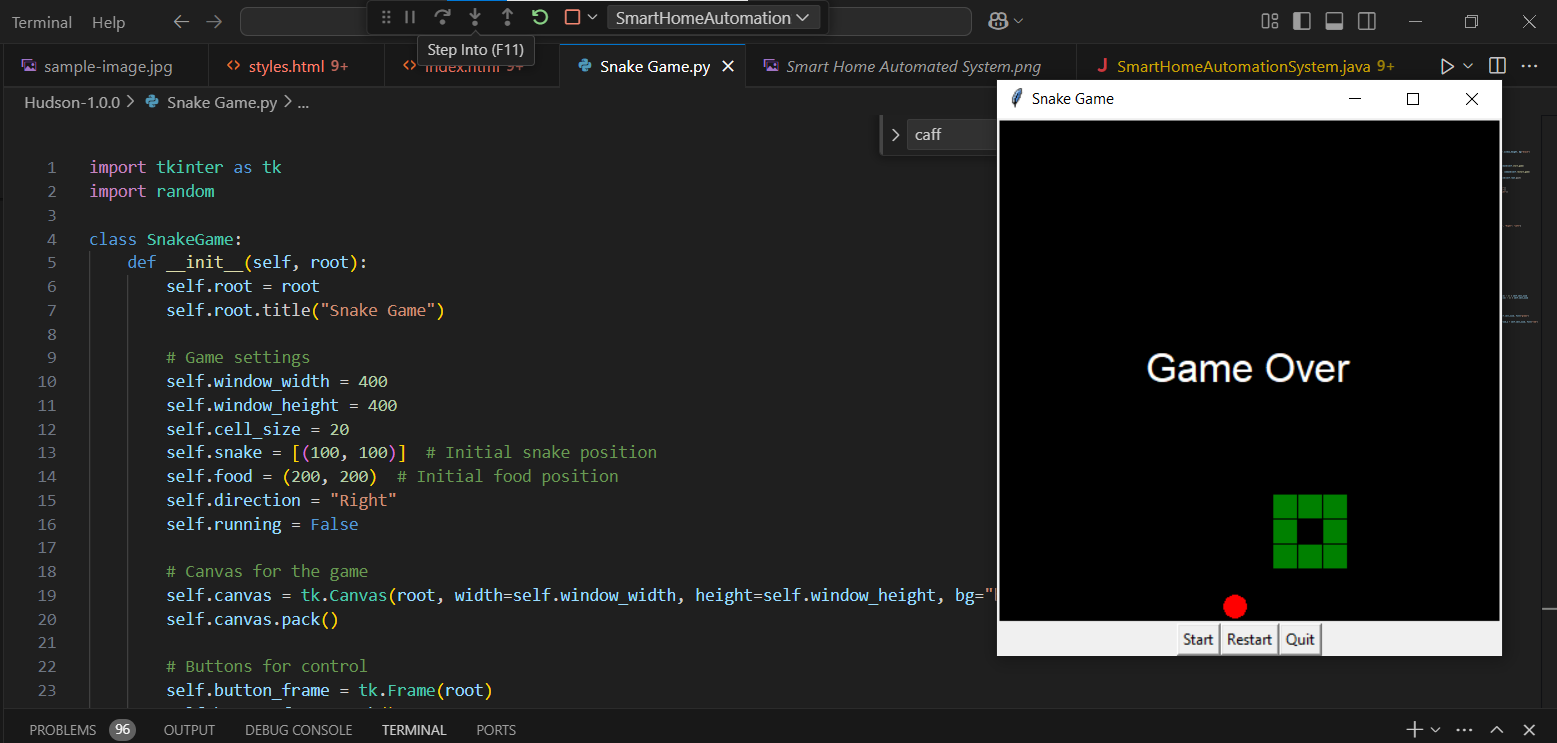 Terminal Help
SmartHomeAutomation
Step Into (F11)
sample-image.jpg
styles.html 9+
index.html 9+
Snake Game.py
Smart Home Automated System.png
SmartHomeAutomationSystem.java 9+
Hudson-1.0.0 > Snake Game.py > ...
caff
1 import tkinter as tk
2 import random
3
4 class SnakeGame:
5 def __init__(self, root):
6 self.root = root
7 self.root.title("Snake Game")
8
9 # Game settings
10 self.window_width = 400
11 self.window_height = 400
12 self.cell_size = 20
13 self.snake = [(100, 100)] # Initial snake position
14 self.food = (200, 200) # Initial food position
15 self.direction = "Right"
16 self.running = False
17
18 # Canvas for the game
19 self.canvas = tk.Canvas(root, width=self.window_width, height=self.window_height, bg="
20 self.canvas.pack()
21
22 # Buttons for control
23 self.button_frame = tk.Frame(root)
Snake Game
Game Over
Start Restart Quit
PROBLEMS 96 OUTPUT DEBUG CONSOLE TERMINAL PORTS